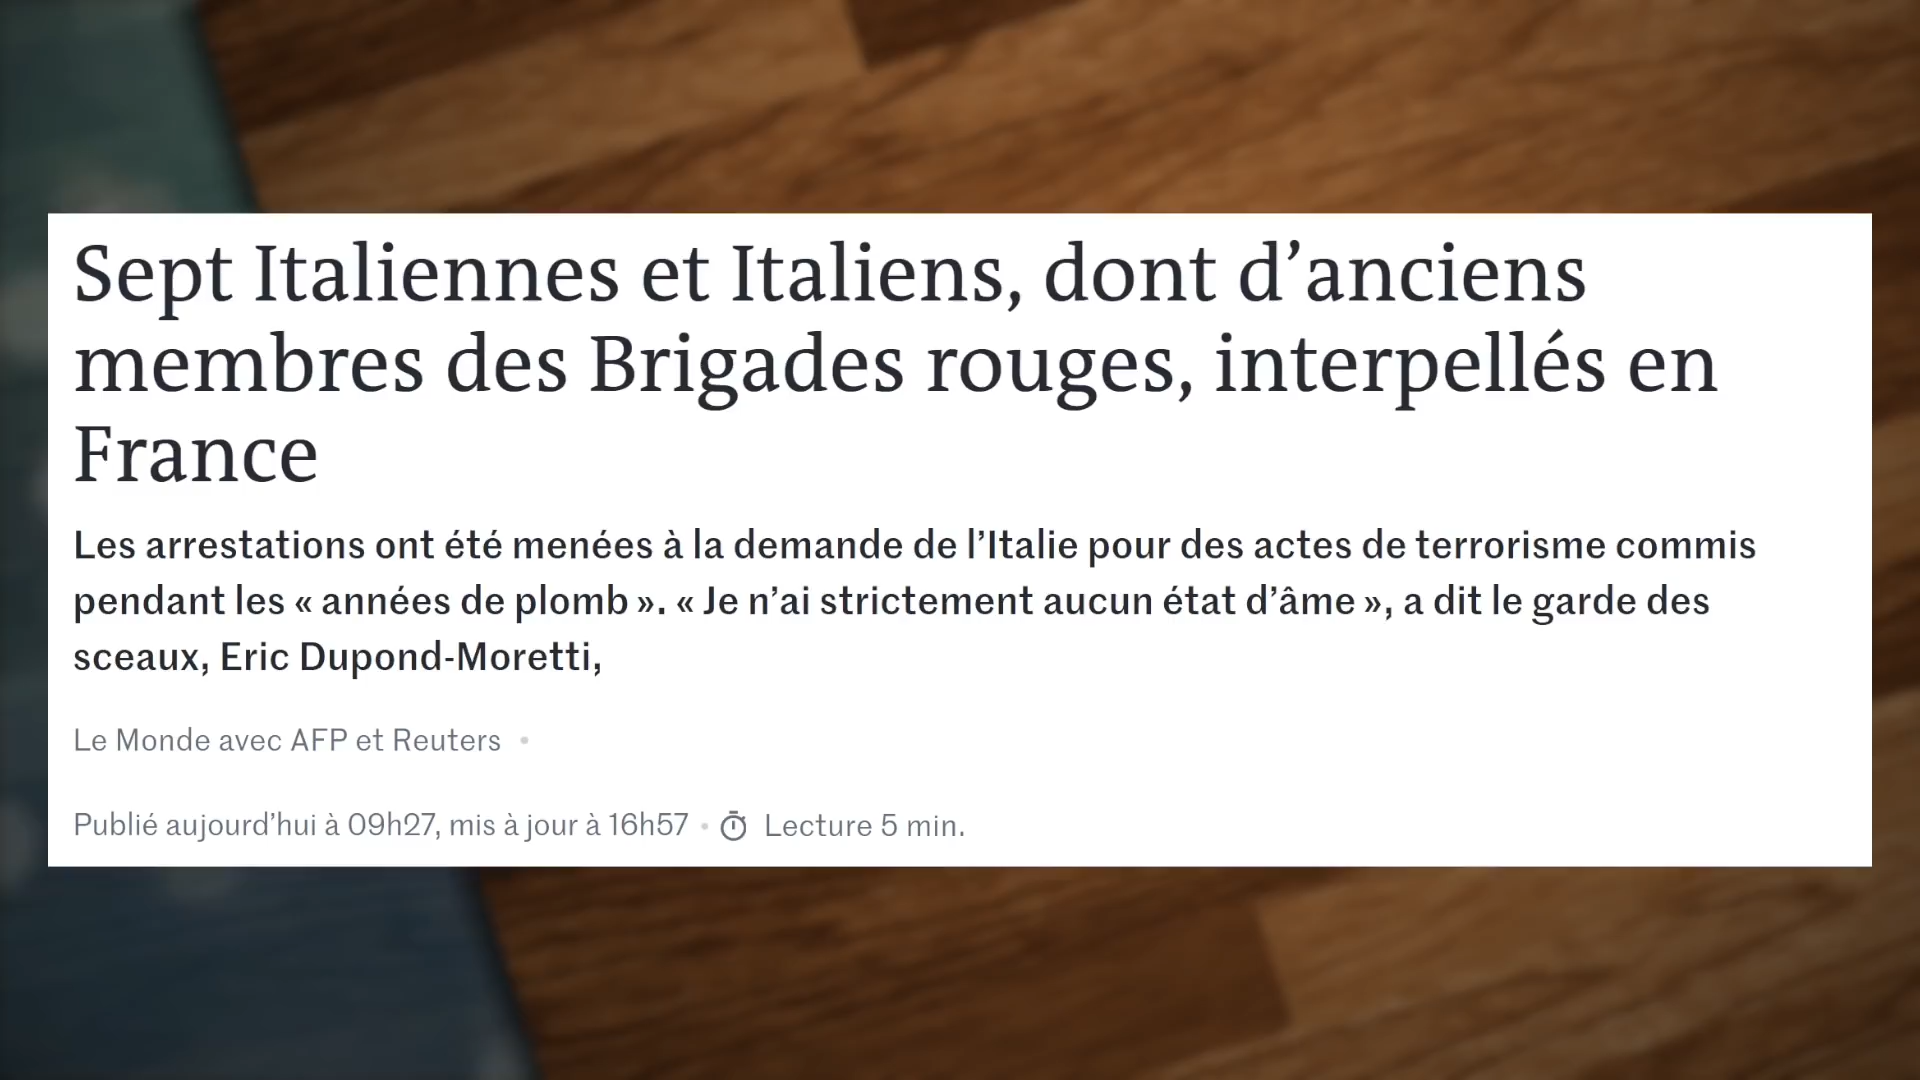 Sept Italiennes et Italiens, dont d’anciens
membres des Brigades rouges, interpellés en
France
Les arrestations ont été menées à la demande de l’Italie pour des actes de terrorisme commis
pendant les « années de plomb ». « Je n’ai strictement aucun état d’âme », a dit le garde des
sceaux, Eric Dupond-Moretti,
Le Monde avec AFP et Reuters •
Publié aujourd’hui à 09h27, mis à jour à 16h57 • Lecture 5 min.